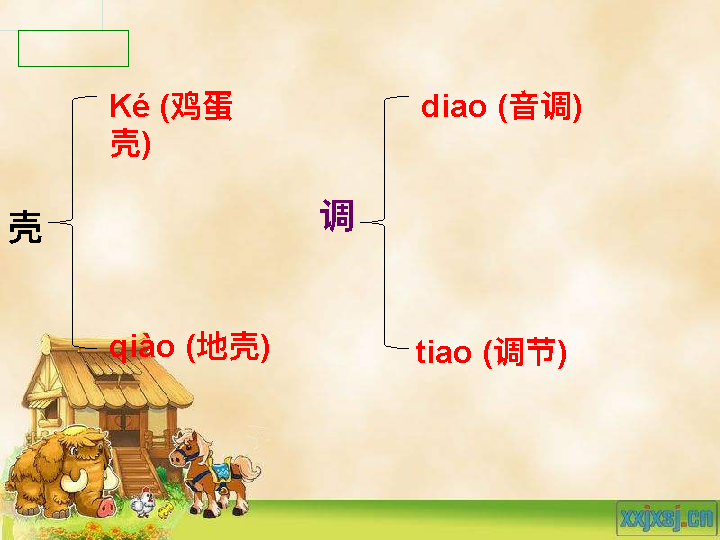 壳
Ké (鸡蛋
壳)
qiào (地壳)
调
diao (音调)
tiao (调节)
xxjxsj.cn